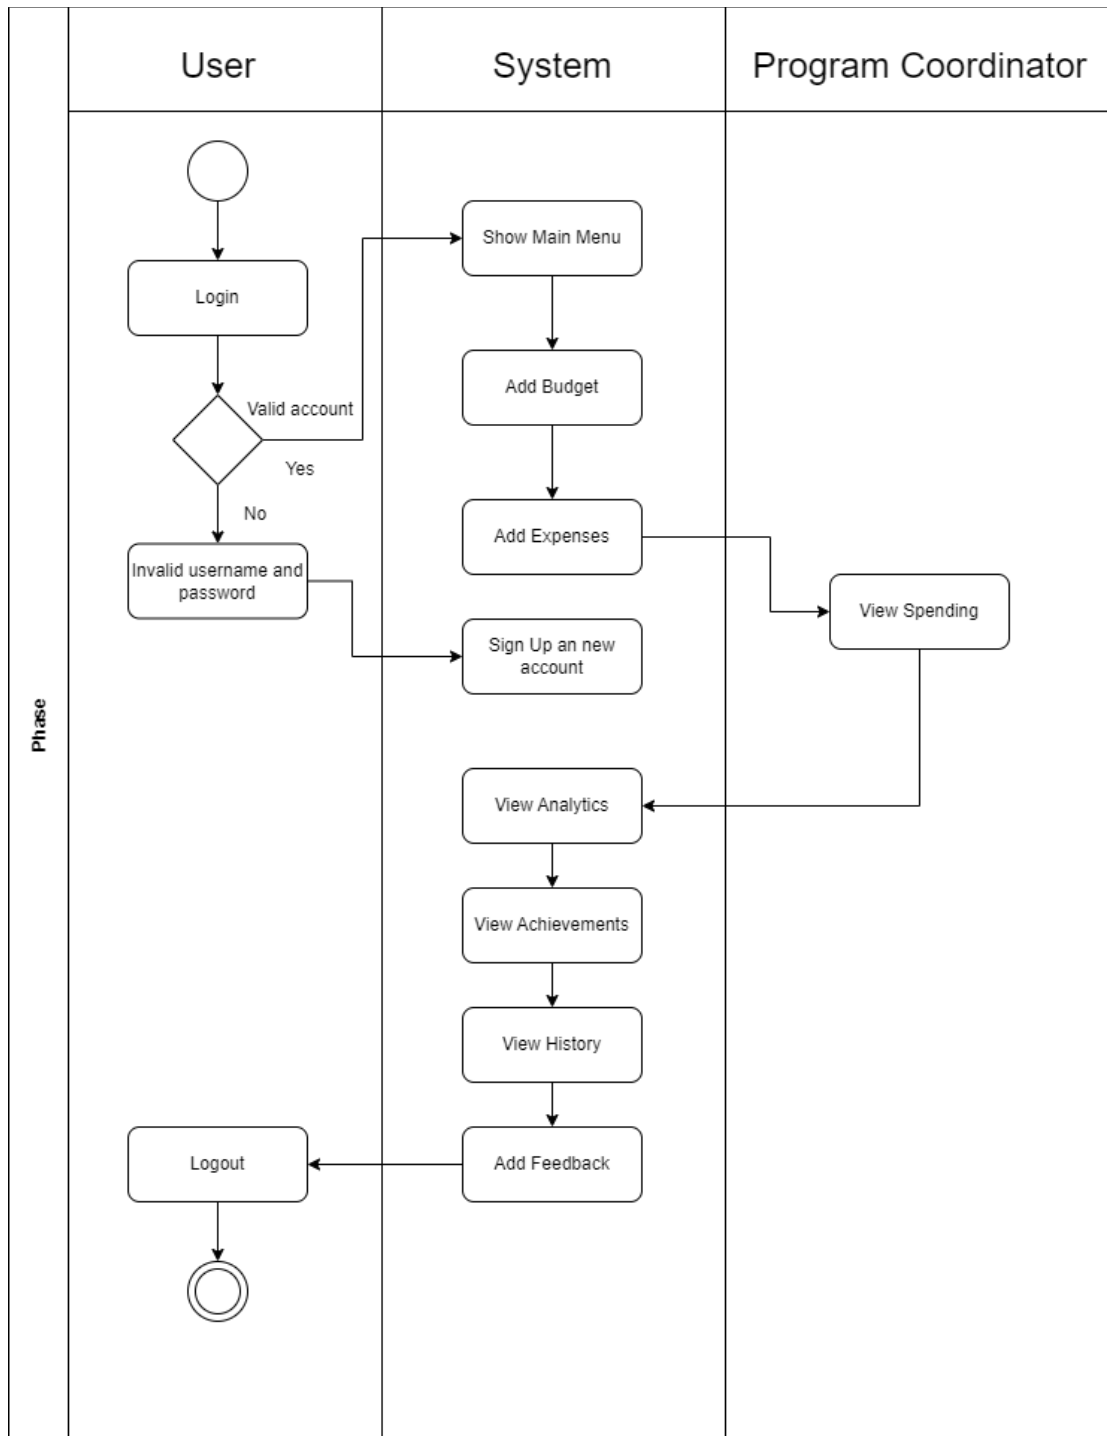 User
System
Program Coordinator
Phase
Show Main Menu
Login
Add Budget
Valid account
Yes
No
Add Expenses
Invalid username and
password
View Spending
Sign Up an new
account
View Analytics
View Achievements
View History
Logout
Add Feedback